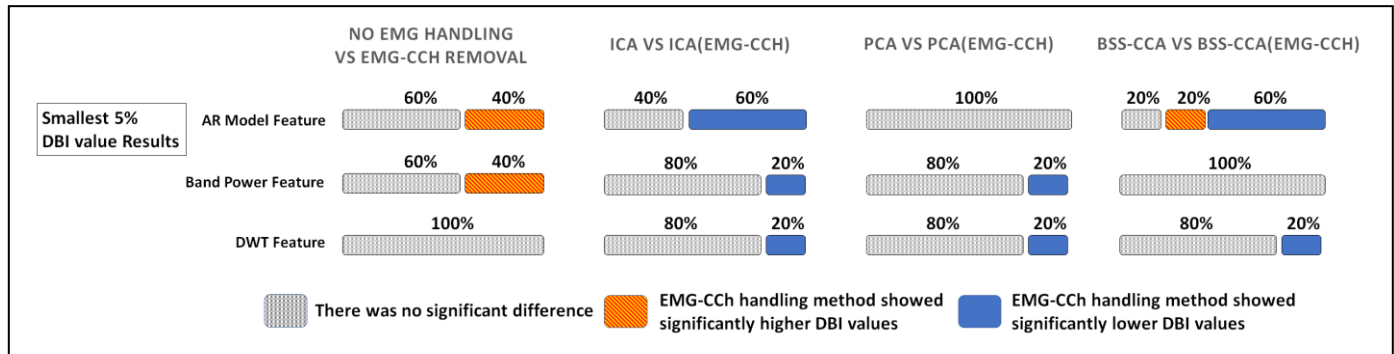 NO EMG HANDLING
VS EMG-CCH REMOVAL
ICA VS ICA(EMG-CCH)
PCA VS PCA(EMG-CCH)
BSS-CCA VS BSS-CCA(EMG-CCH)
Smallest 5%
DBI value Results
AR Model Feature
60% 40%
40% 60%
100%
20% 20% 60%
Band Power Feature
60% 40%
80% 20%
80% 20%
100%
DWT Feature
100%
80% 20%
80% 20%
80% 20%
There was no significant difference
EMG-CCh handling method showed
significantly higher DBI values
EMG-CCh handling method showed
significantly lower DBI values